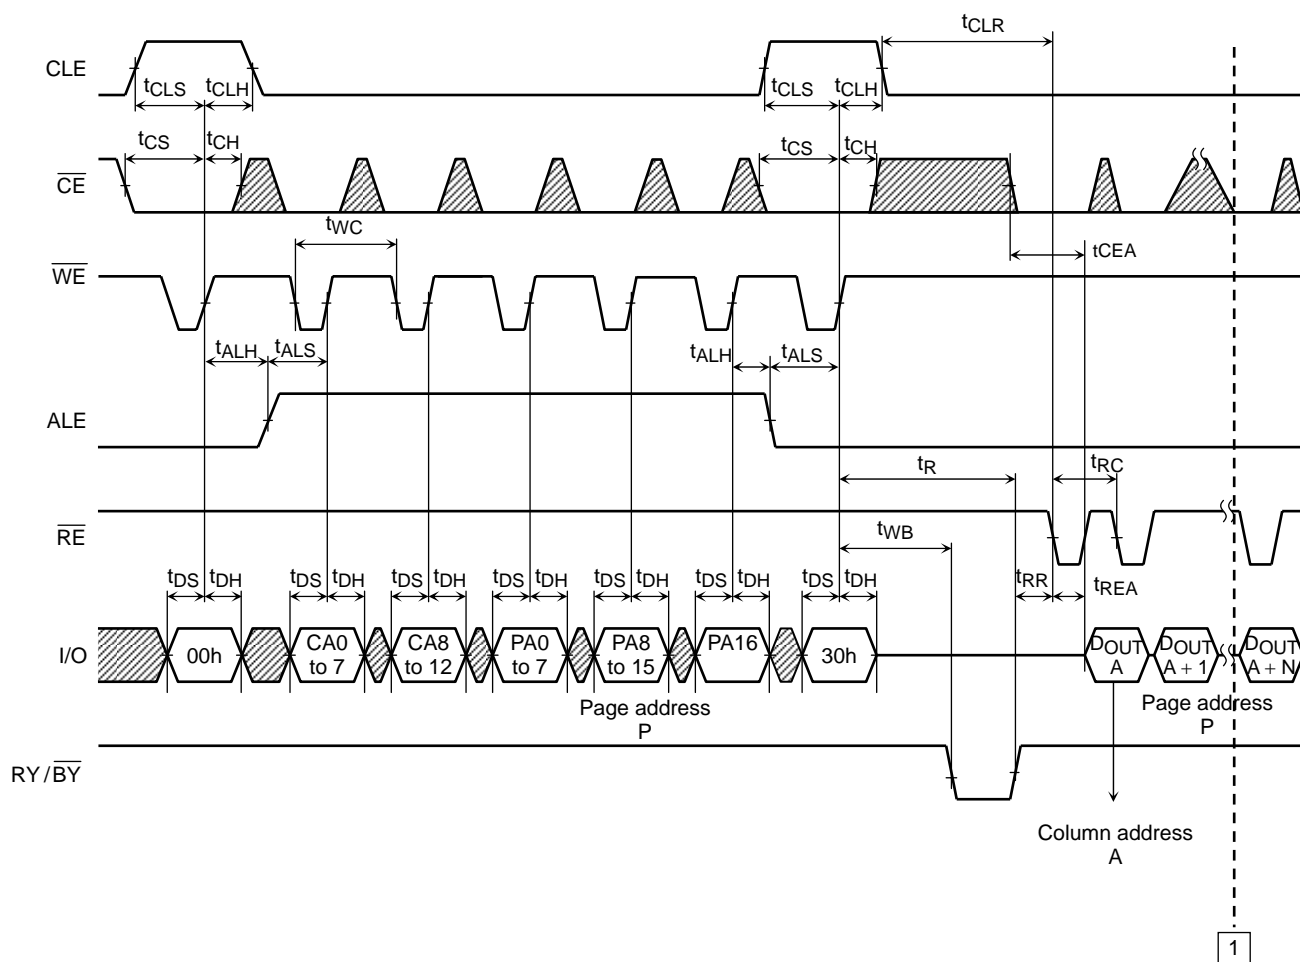 tCLR
CLE
tCLS tCLH tCLS tCLH
tCS tCH tCS tCH
CE
tWC
tCEA
WE
tALH tALS tALH tALS
ALE
tR tRC
RE
tWB
tDS tDH tDS tDH tDS tDH tDS tDH tDS tDH tDS tDH tDS tDH tRR tREA
I/O 00h CA0 to 7 CA8 to 12 PA0 to 7 PA8 to 15 PA16 30h DOUT A DOUT A + 1 DOUT A + N
Page address P
Page address P
RY/BY
Column address
A
1